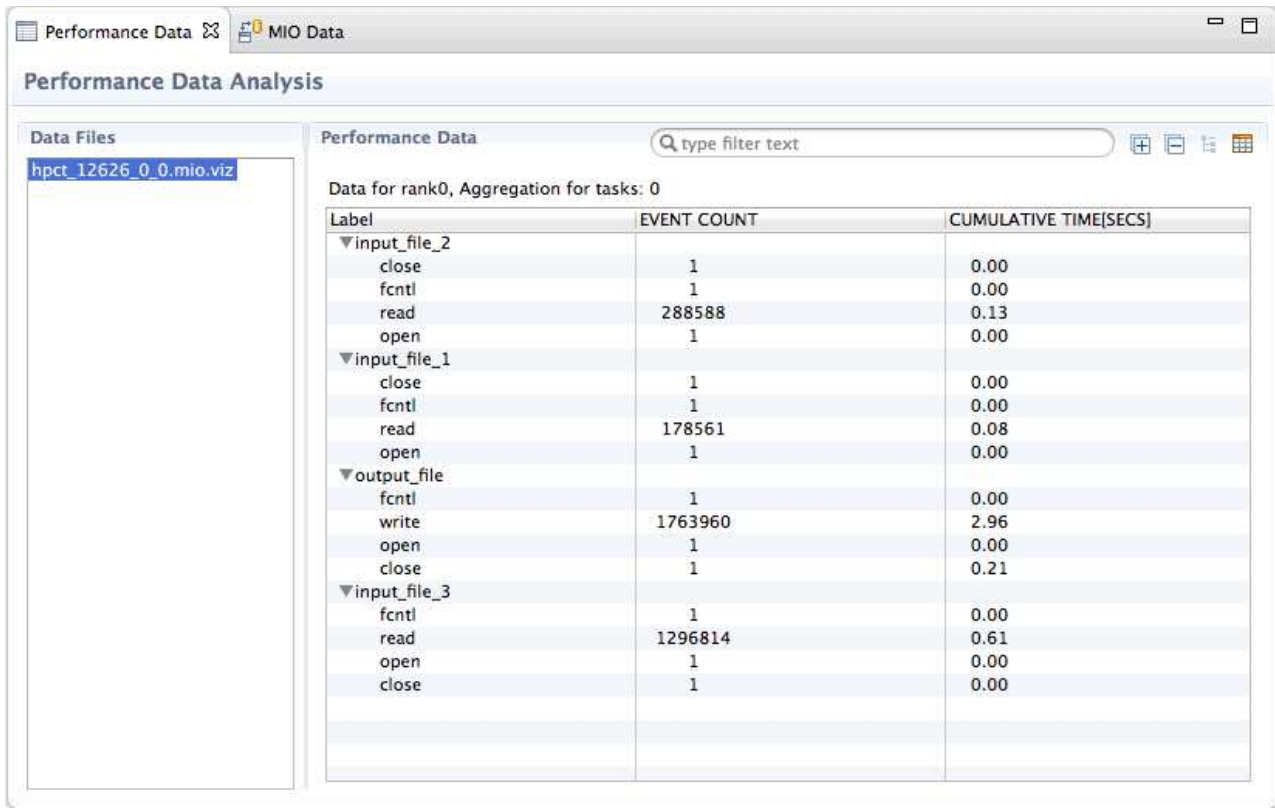 Performance Data MIO Data
Performance Data Analysis
Data Files
hpct_12626_0_0.mio.viz
Performance Data type filter text
Data for rank0, Aggregation for tasks: 0
Label EVENT COUNT CUMULATIVE TIME[SECS]
input_file_2
close 1 0.00
fcntl 1 0.00
read 288588 0.13
open 1 0.00
input_file_1
close 1 0.00
fcntl 1 0.00
read 178561 0.08
open 1 0.00
output_file
fcntl 1 0.00
write 1763960 2.96
open 1 0.00
close 1 0.21
input_file_3
fcntl 1 0.00
read 1296814 0.61
open 1 0.00
close 1 0.00